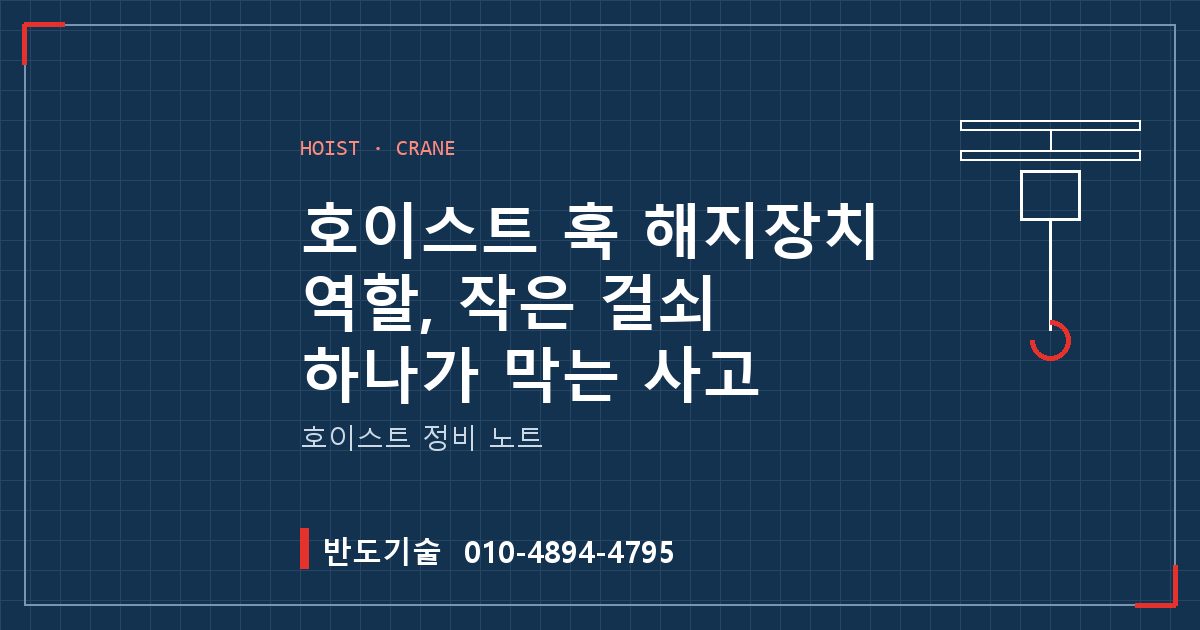 HOIST · CRANE
호이스트 훅 해지장치
역할, 작은 걸쇠
하나가 막는 사고
호이스트 정비 노트
반도기술 010-4894-4795